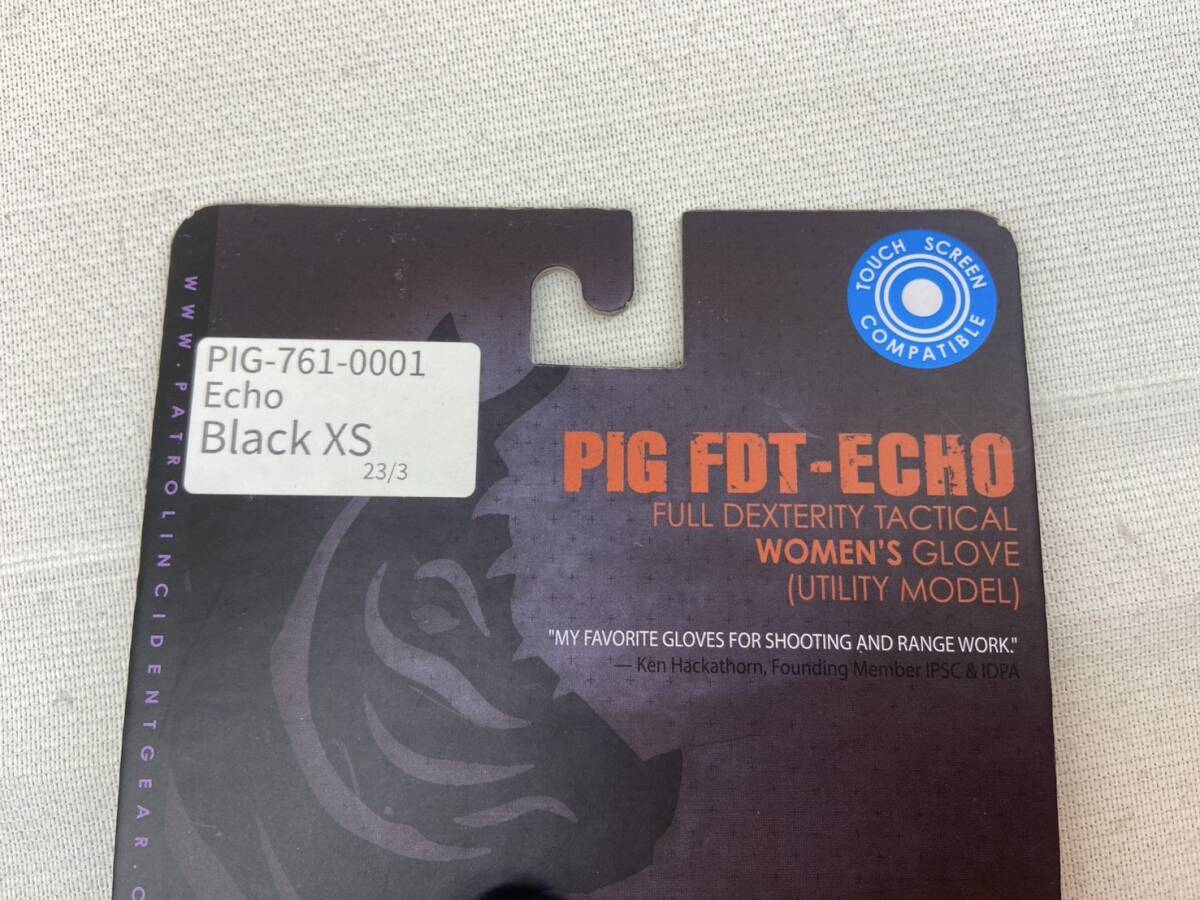 TOUCH SCREEN
COMPATIBLE
PIG-761-0001
Echo
Black XS
23/3
PIG FDT-ECHO
FULL DEXTERITY TACTICAL
WOMEN'S GLOVE
(UTILITY MODEL)
"MY FAVORITE GLOVES FOR SHOOTING AND RANGE WORK."
— Ken Hackathorn, Founding Member IPSC & IDPA
WWW.PATROLINCIDENTGEAR.C